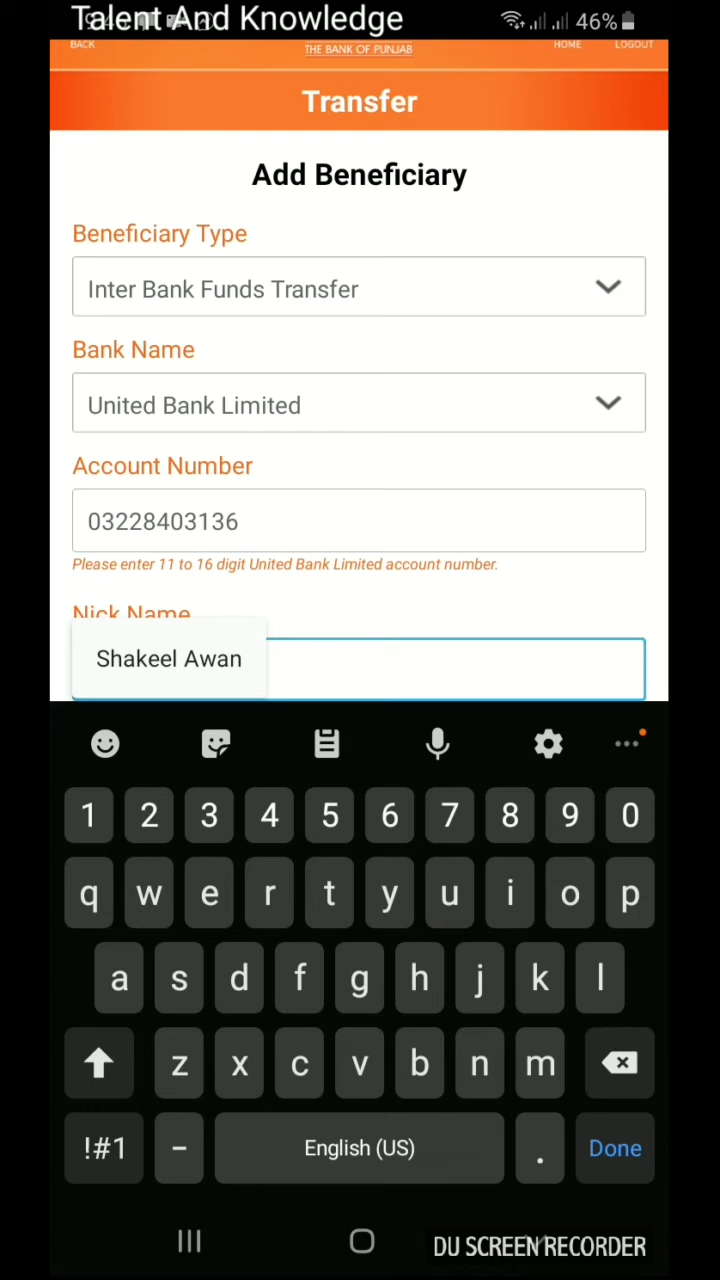 Talent And Knowledge
46%
BACK
THE BANK OF PUNJAB
HOME
LOGOUT
Transfer
Add Beneficiary
Beneficiary Type
Inter Bank Funds Transfer
Bank Name
United Bank Limited
Account Number
03228403136
Please enter 11 to 16 digit United Bank Limited account number.
Nick Name
Shakeel Awan
1 2 3 4 5 6 7 8 9 0
q w e r t y u i o p
a s d f g h j k l
z x c v b n m
!#1 - English (US) . Done
DU SCREEN RECORDER